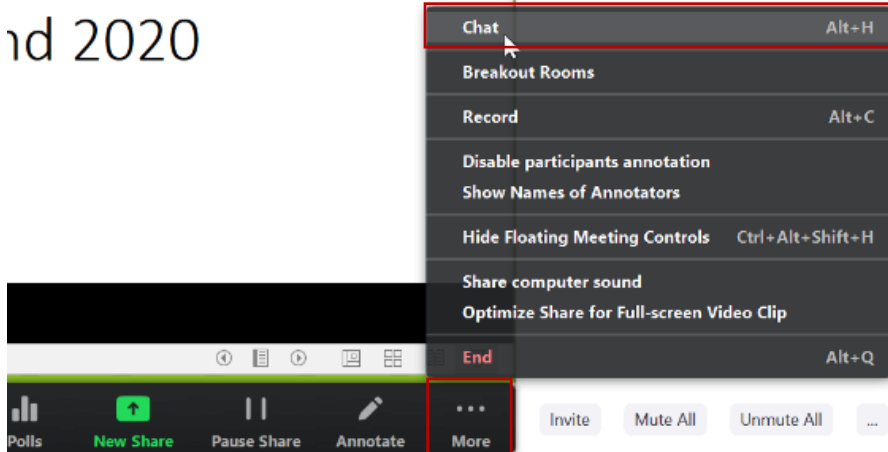 nd 2020
Chat Alt+H
Breakout Rooms
Record Alt+C
Disable participants annotation
Show Names of Annotators
Hide Floating Meeting Controls Ctrl+Alt+Shift+H
Share computer sound
Optimize Share for Full-screen Video Clip
End Alt+Q
Polls New Share Pause Share Annotate More
Invite Mute All Unmute All ...